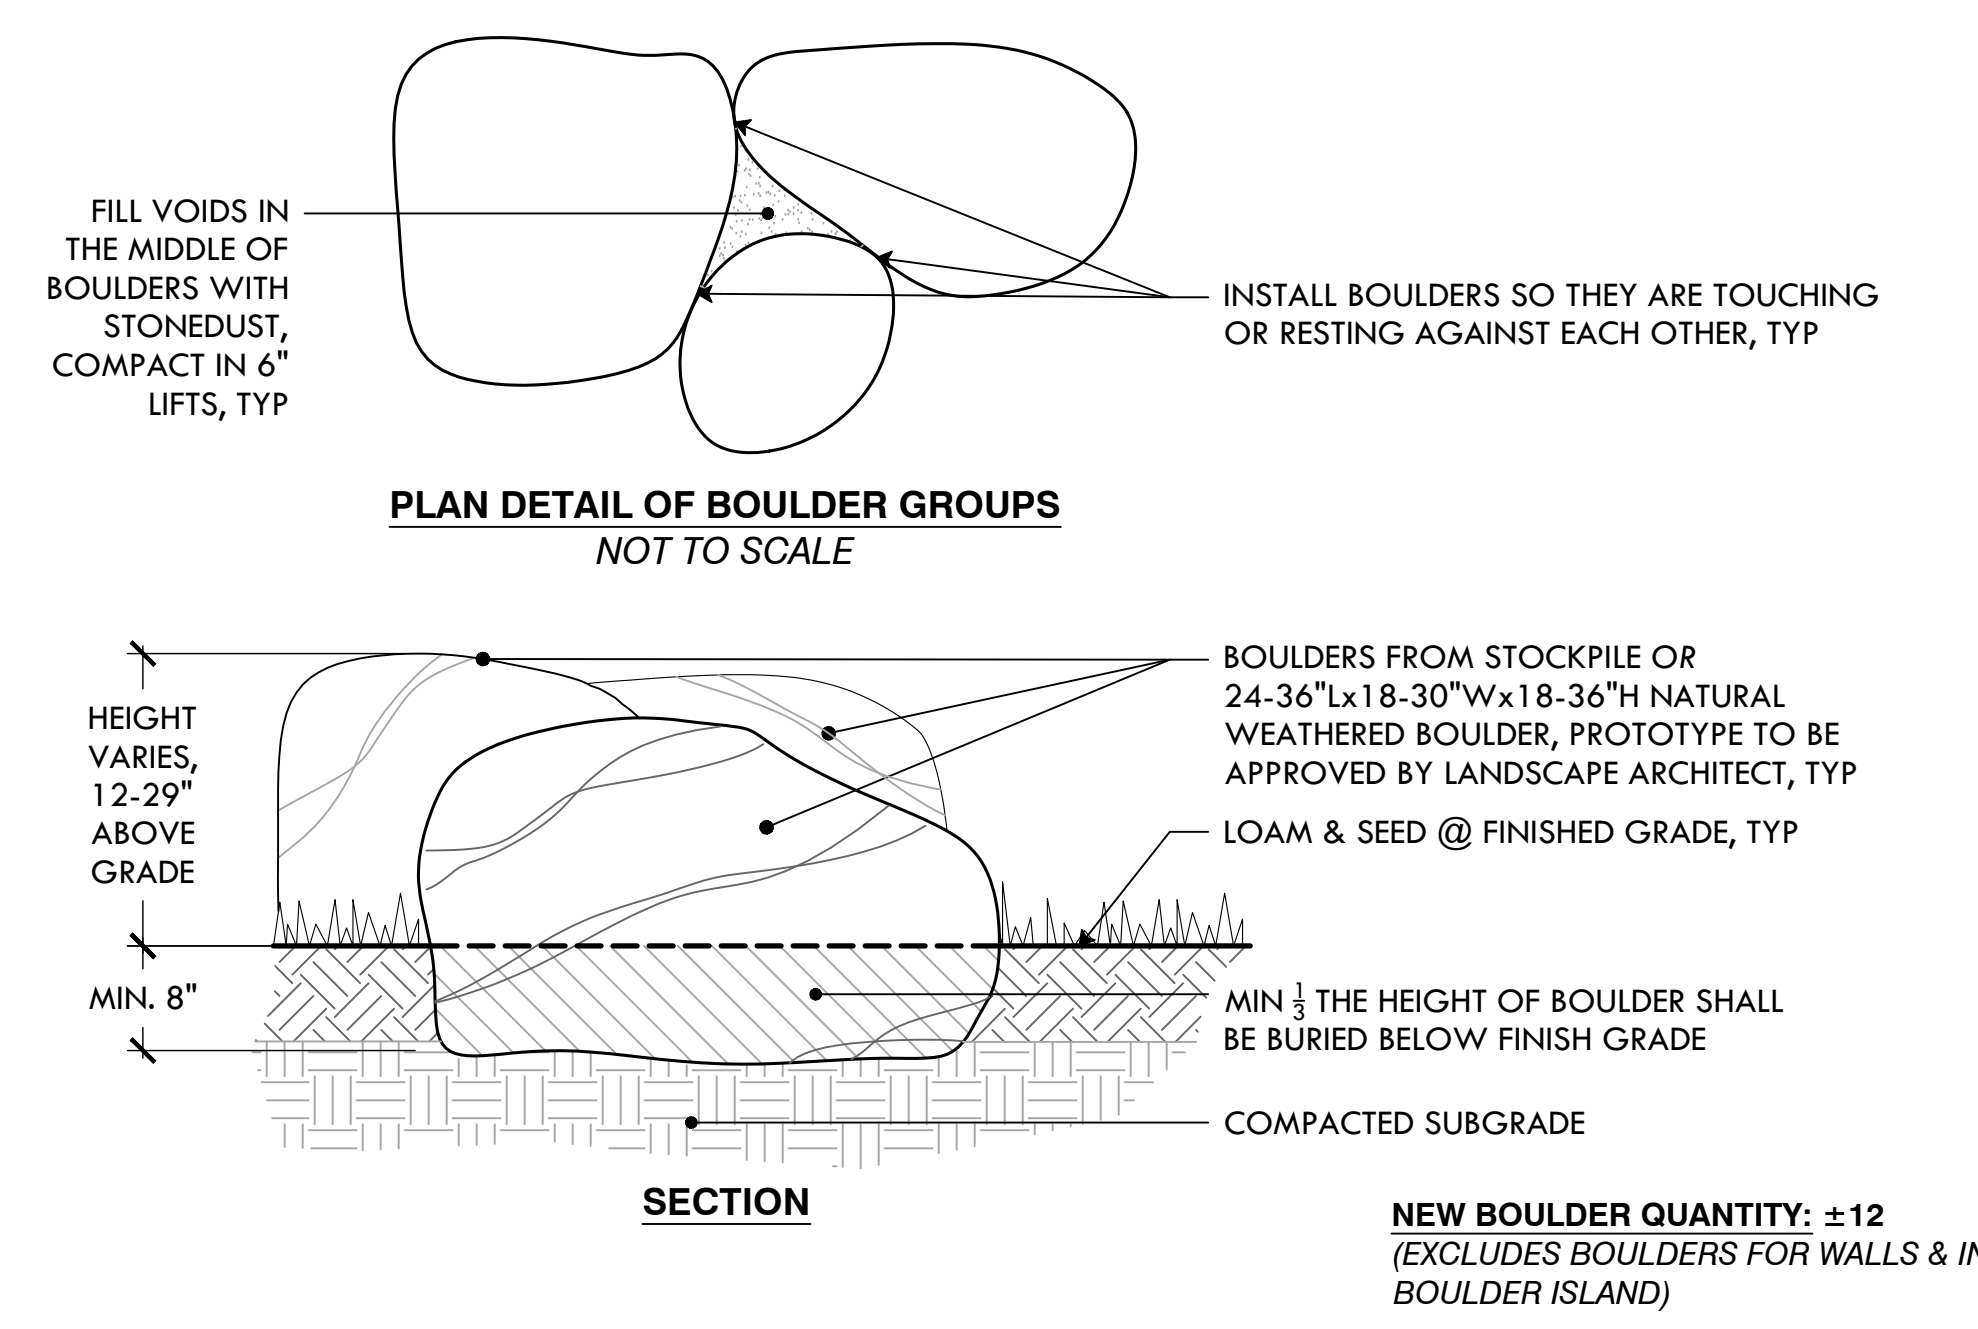 FILL VOIDS IN
THE MIDDLE OF
BOULDERS WITH
STONEDUST,
COMPACT IN 6"
LIFTS, TYP
INSTALL BOULDERS SO THEY ARE TOUCHING
OR RESTING AGAINST EACH OTHER, TYP
PLAN DETAIL OF BOULDER GROUPS
NOT TO SCALE
HEIGHT
VARIES,
12-29"
ABOVE
GRADE
MIN. 8"
BOULDERS FROM STOCKPILE OR
24-36"Lx18-30"Wx18-36"H NATURAL
WEATHERED BOULDER, PROTOTYPE TO BE
APPROVED BY LANDSCAPE ARCHITECT, TYP
LOAM & SEED @ FINISHED GRADE, TYP
MIN 1/3 THE HEIGHT OF BOULDER SHALL
BE BURIED BELOW FINISH GRADE
COMPACTED SUBGRADE
SECTION
NEW BOULDER QUANTITY: ±12
(EXCLUDES BOULDERS FOR WALLS &
BOULDER ISLAND)